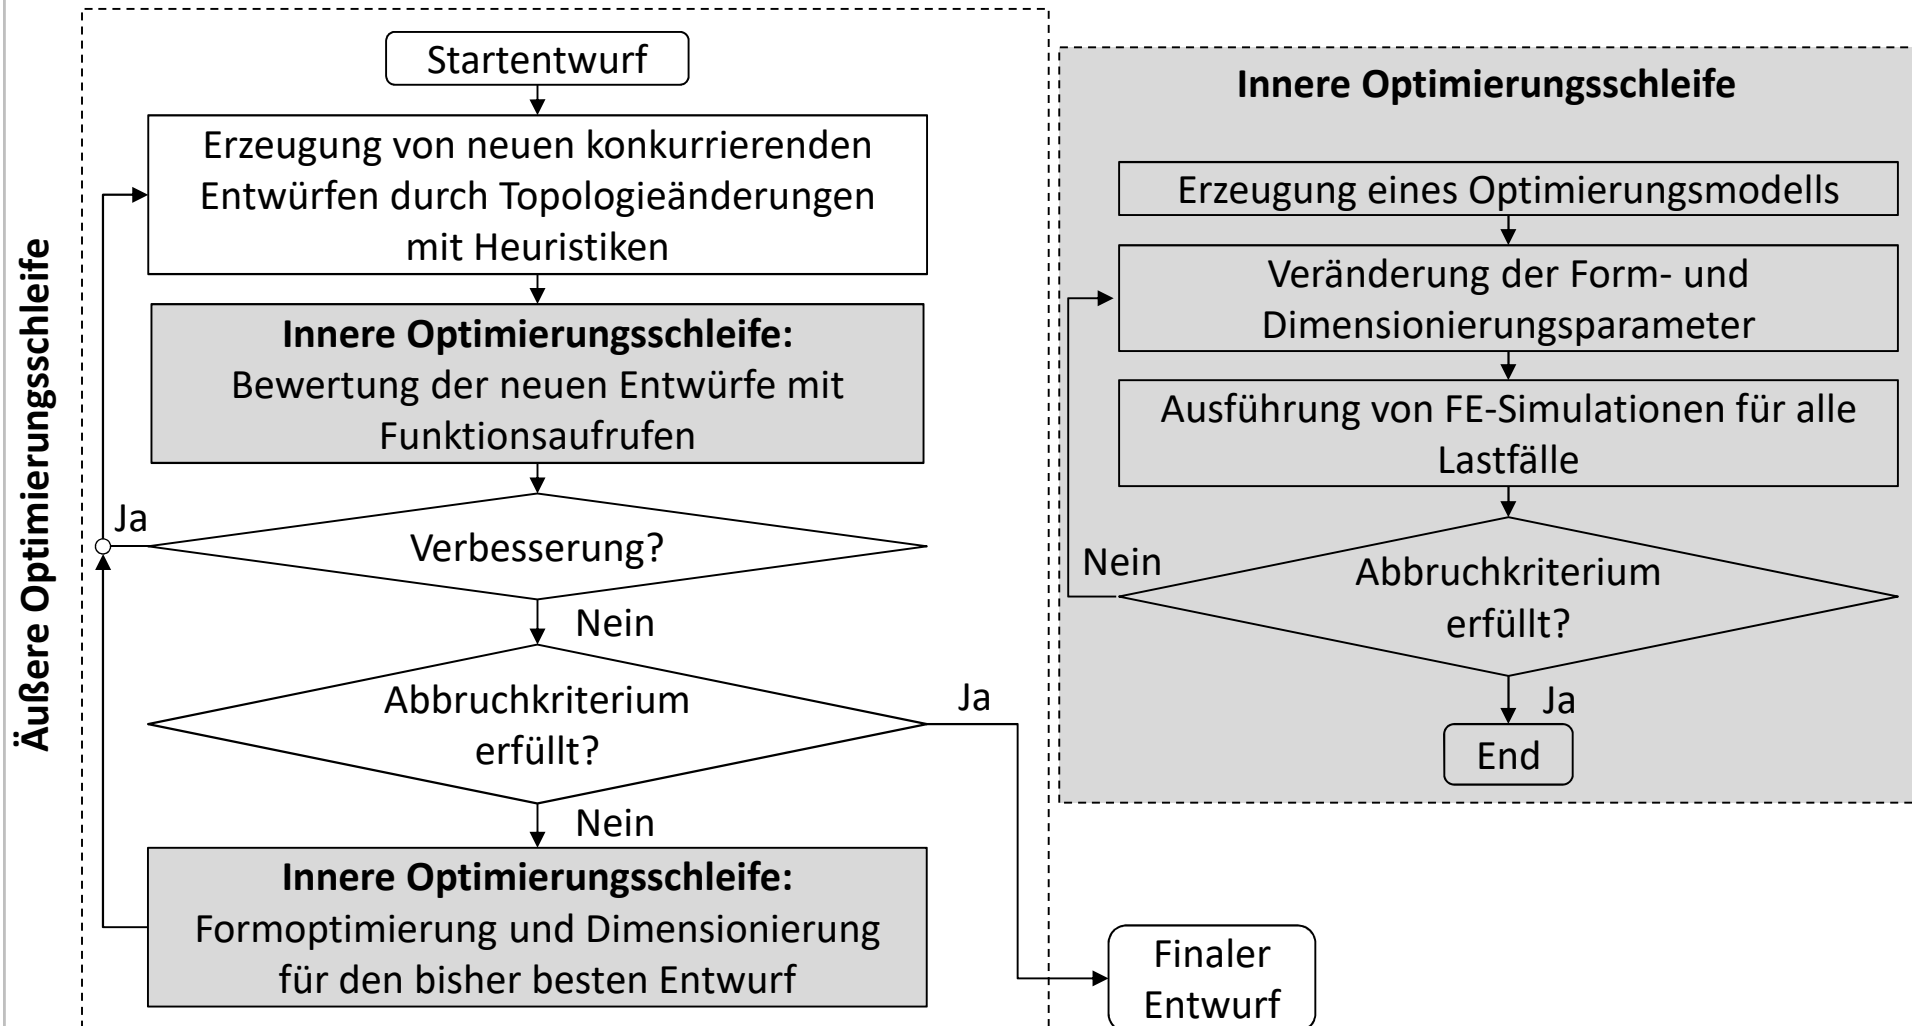 Äußere Optimierungsschleife
Startentwurf
Erzeugung von neuen konkurrierenden
Entwürfen durch Topologieänderungen
mit Heuristiken
Innere Optimierungsschleife:
Bewertung der neuen Entwürfe mit
Funktionsaufrufen
Ja
Verbesserung?
Nein
Abbruchkriterium
erfüllt?
Ja
Nein
Innere Optimierungsschleife:
Formoptimierung und Dimensionierung
für den bisher besten Entwurf
Finaler
Entwurf
Innere Optimierungsschleife
Erzeugung eines Optimierungsmodells
Veränderung der Form- und
Dimensionierungsparameter
Ausführung von FE-Simulationen für alle
Lastfälle
Nein
Abbruchkriterium
erfüllt?
Ja
End